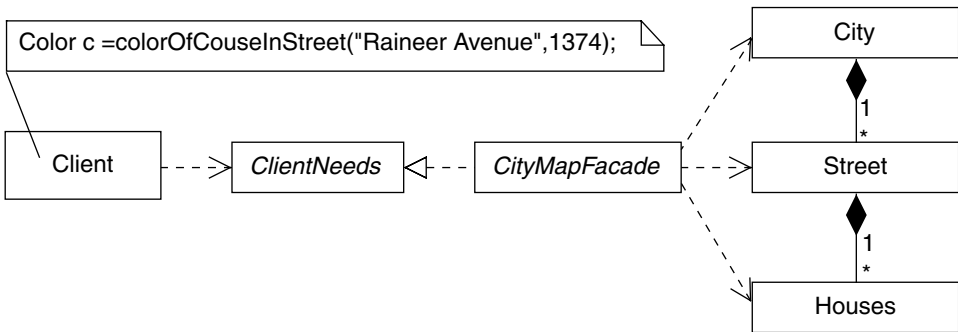 Color c =colorOfCouseInStreet("Raineer Avenue",1374);
City
1
*
Client
ClientNeeds
CityMapFacade
Street
1
*
Houses